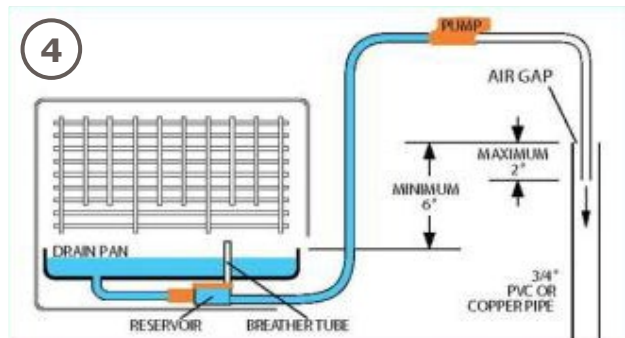 4
PUMP
AIR GAP
MAXIMUM
2"
MINIMUM
6"
DRAIN PAN
3/4"
PVC OR
COPPER PIPE
RESERVOIR
BREATHER TUBE